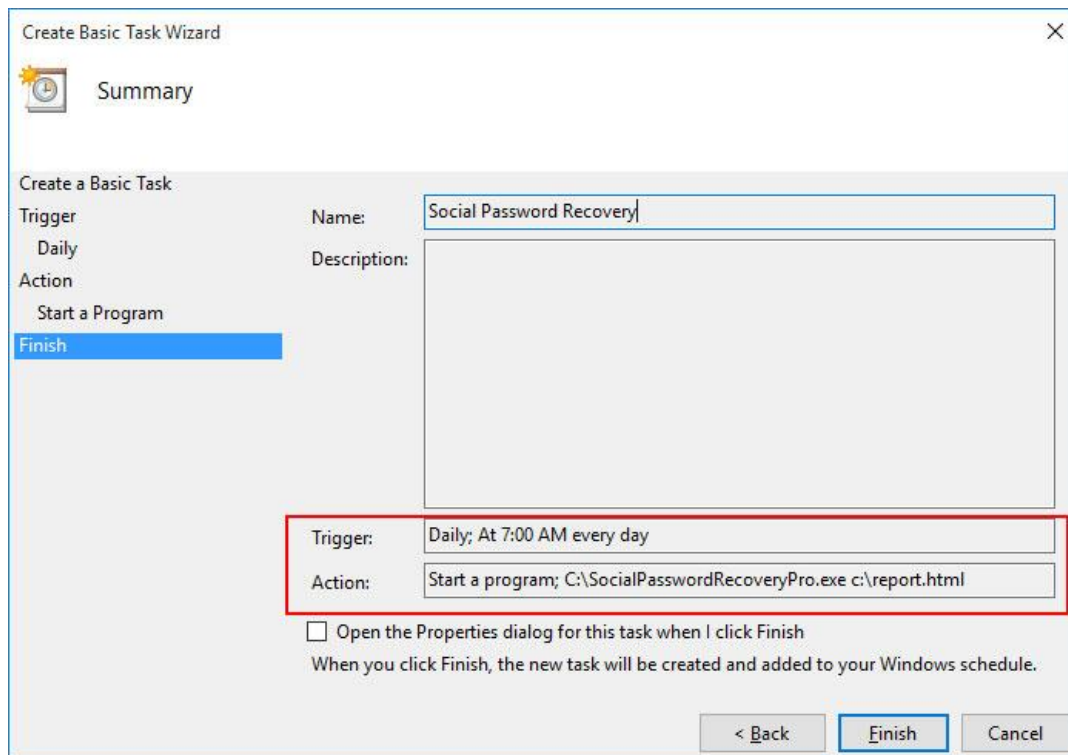 Create Basic Task Wizard
Summary
Create a Basic Task
Trigger
Daily
Action
Start a Program
Finish
Name: Social Password Recovery
Description:
Trigger: Daily; At 7:00 AM every day
Action: Start a program; C:\SocialPasswordRecoveryPro.exe c:\report.html
Open the Properties dialog for this task when I click Finish
When you click Finish, the new task will be created and added to your Windows schedule.
< Back Finish Cancel